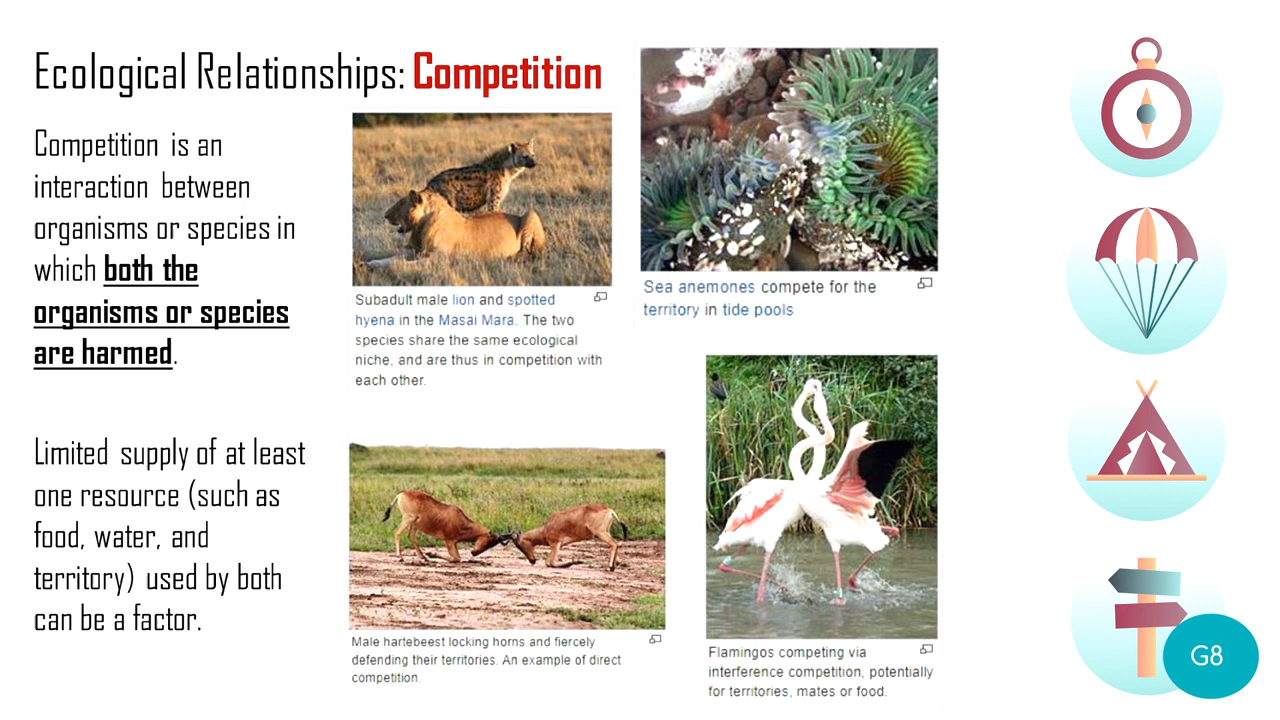 Ecological Relationships: Competition
Competition is an
interaction between
organisms or species in
which both the
organisms or species
are harmed.
Limited supply of at least
one resource (such as
food, water, and
territory) used by both
can be a factor.
Subadult male lion and spotted
hyena in the Masai Mara. The two
species share the same ecological
niche, and are thus in competition with
each other.
Sea anemones compete for the
territory in tide pools
Male hartebeest locking horns and fiercely
defending their territories. An example of direct
competition.
Flamingos competing via
interference competition, potentially
for territories, mates or food.
G8